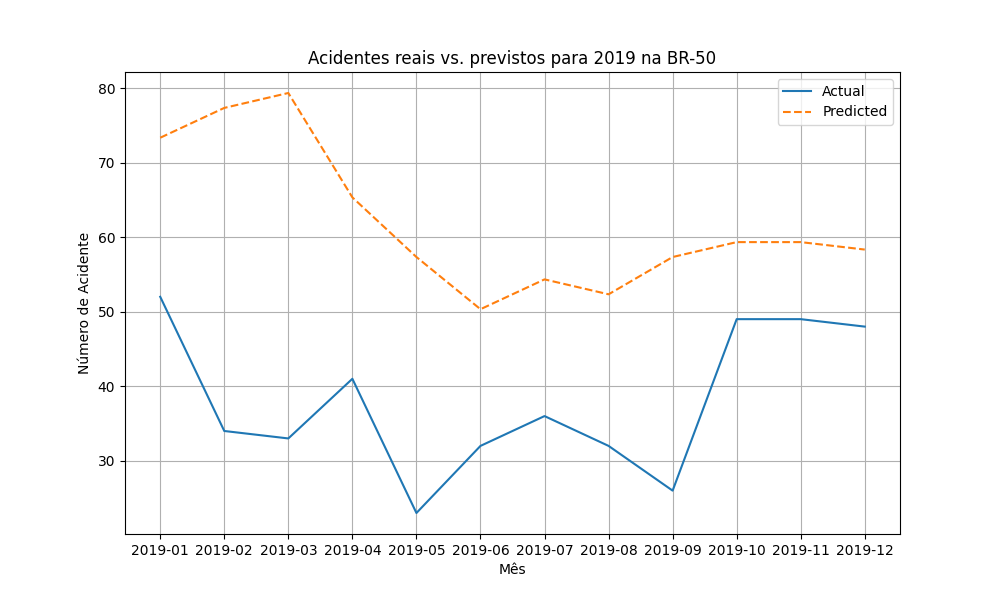 Acidentes reais vs. previstos para 2019 na BR-50
Actual
Predicted
Número de Acidente
80
70
60
50
40
30
2019-01 2019-02 2019-03 2019-04 2019-05 2019-06 2019-07 2019-08 2019-09 2019-10 2019-11 2019-12
Mês